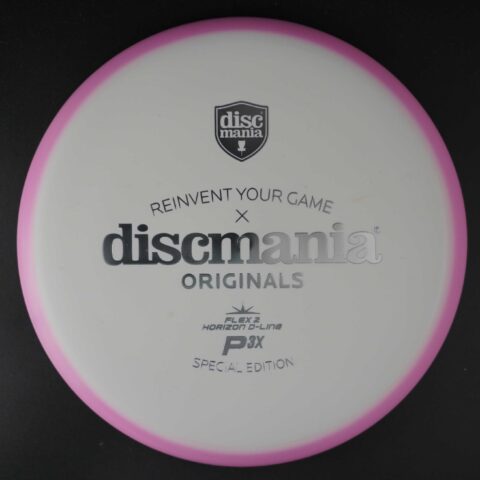 disc
mania
REINVENT YOUR GAME
X
discmania®
ORIGINALS
FLEX 2
HORIZON D-LINE
P3X
SPECIAL EDITION